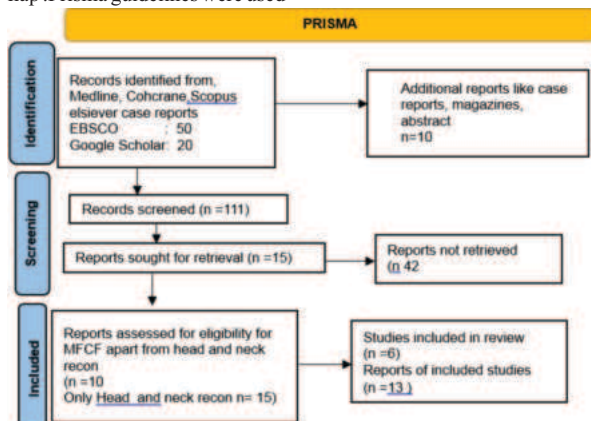 PRISMA
Identification
Records identified from,
Medline, Cohcrane,Scopus
elsiever case reports
EBSCO : 50
Google Scholar: 20
Additional reports like case
reports, magazines,
abstract
n=10
Screening
Records screened (n =111)
Reports sought for retrieval (n =15)
Reports not retrieved
(n 42
Included
Reports assessed for eligibility for
MFCF apart from head and neck
recon
(n =10
Only Head and neck recon n= 15)
Studies included in review
(n =6)
Reports of included studies
(n =13 )